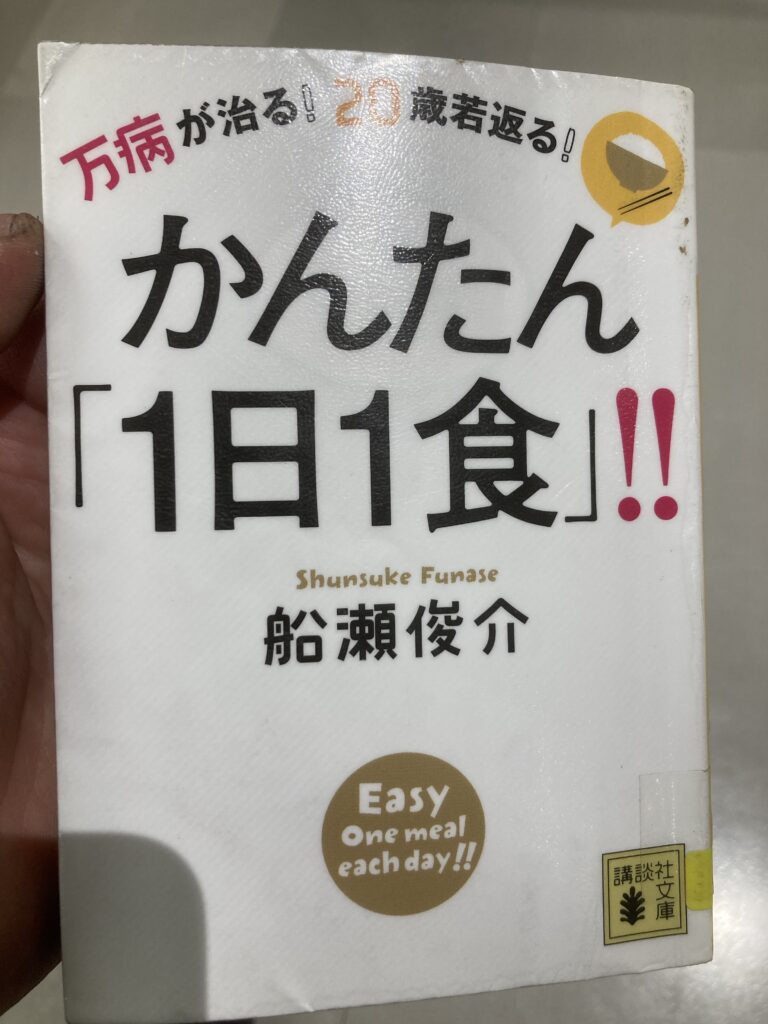 万病が治る! 20歳若返る!
かんたん
「1日1食」!!
Shunsuke Funase
船瀬俊介
Easy
One meal
each day!!
講談社文庫